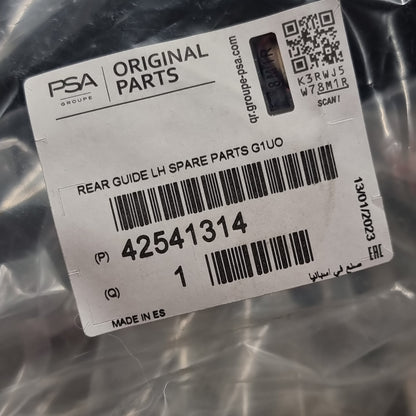 PSA
GROUPE
ORIGINAL
PARTS
qr.groupe-psa.com
K3RWJ5
W78M1R
SCAN!
REAR GUIDE LH SPARE PARTS G1UO
(P) 42541314
(Q) 1
MADE IN ES
13/01/2023
EAC
صنع في اسبانيا